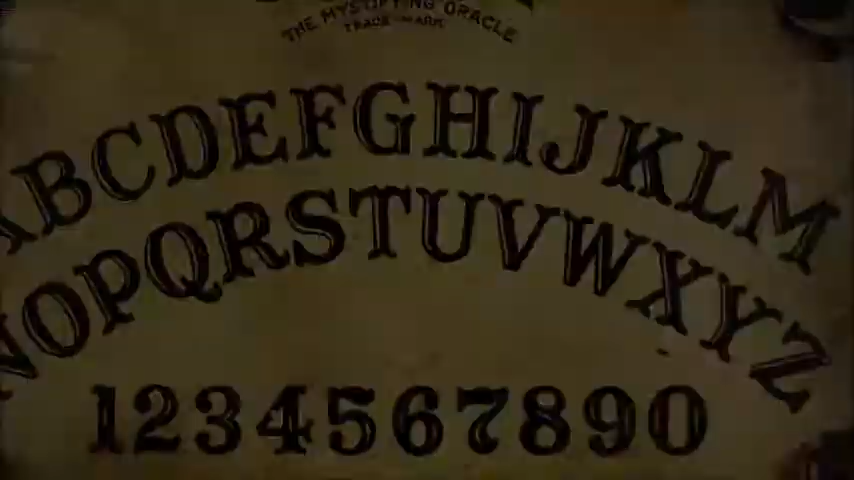 THE MYSTIFYING ORACLE
TRADE-MARK
ABCDEFGHIJKLM
NOPQRSTUVWXYZ
1234567890